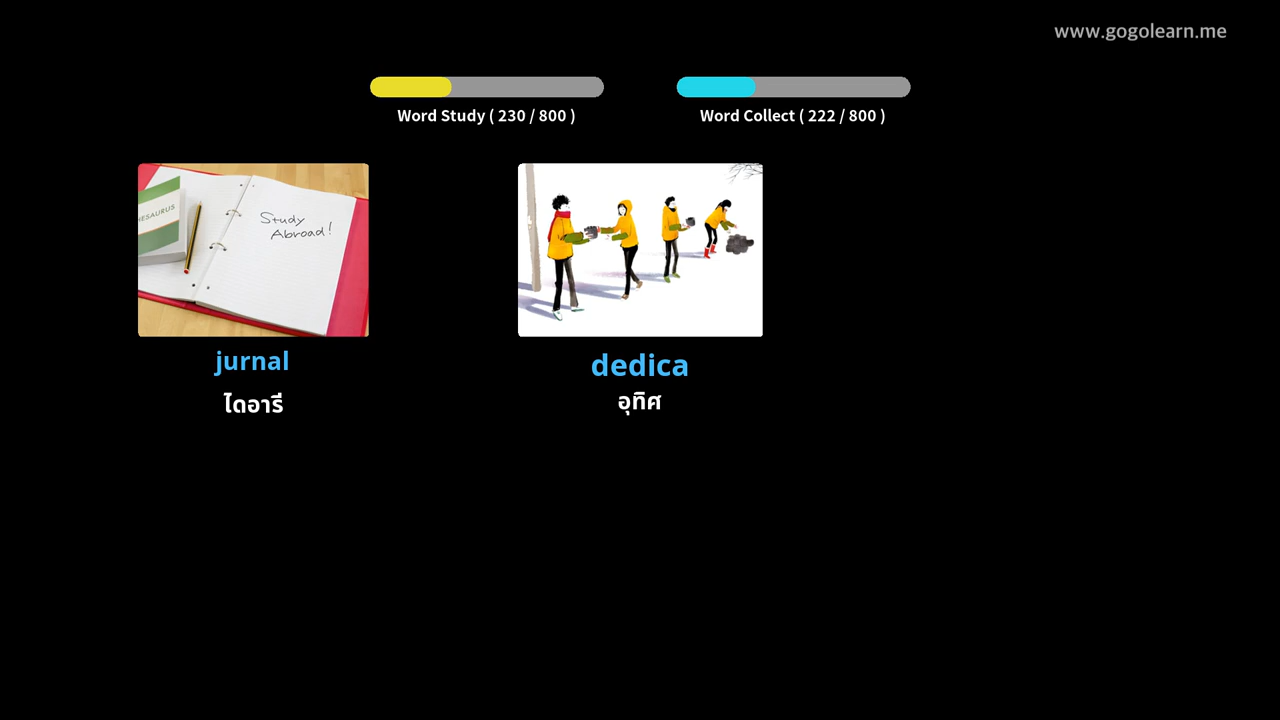 www.gogolearn.me
Word Study ( 230 / 800 )
Word Collect ( 222 / 800 )
HESAURUS
Study
Abroad!
jurnal
ไดอารี
dedica
อุทิศ